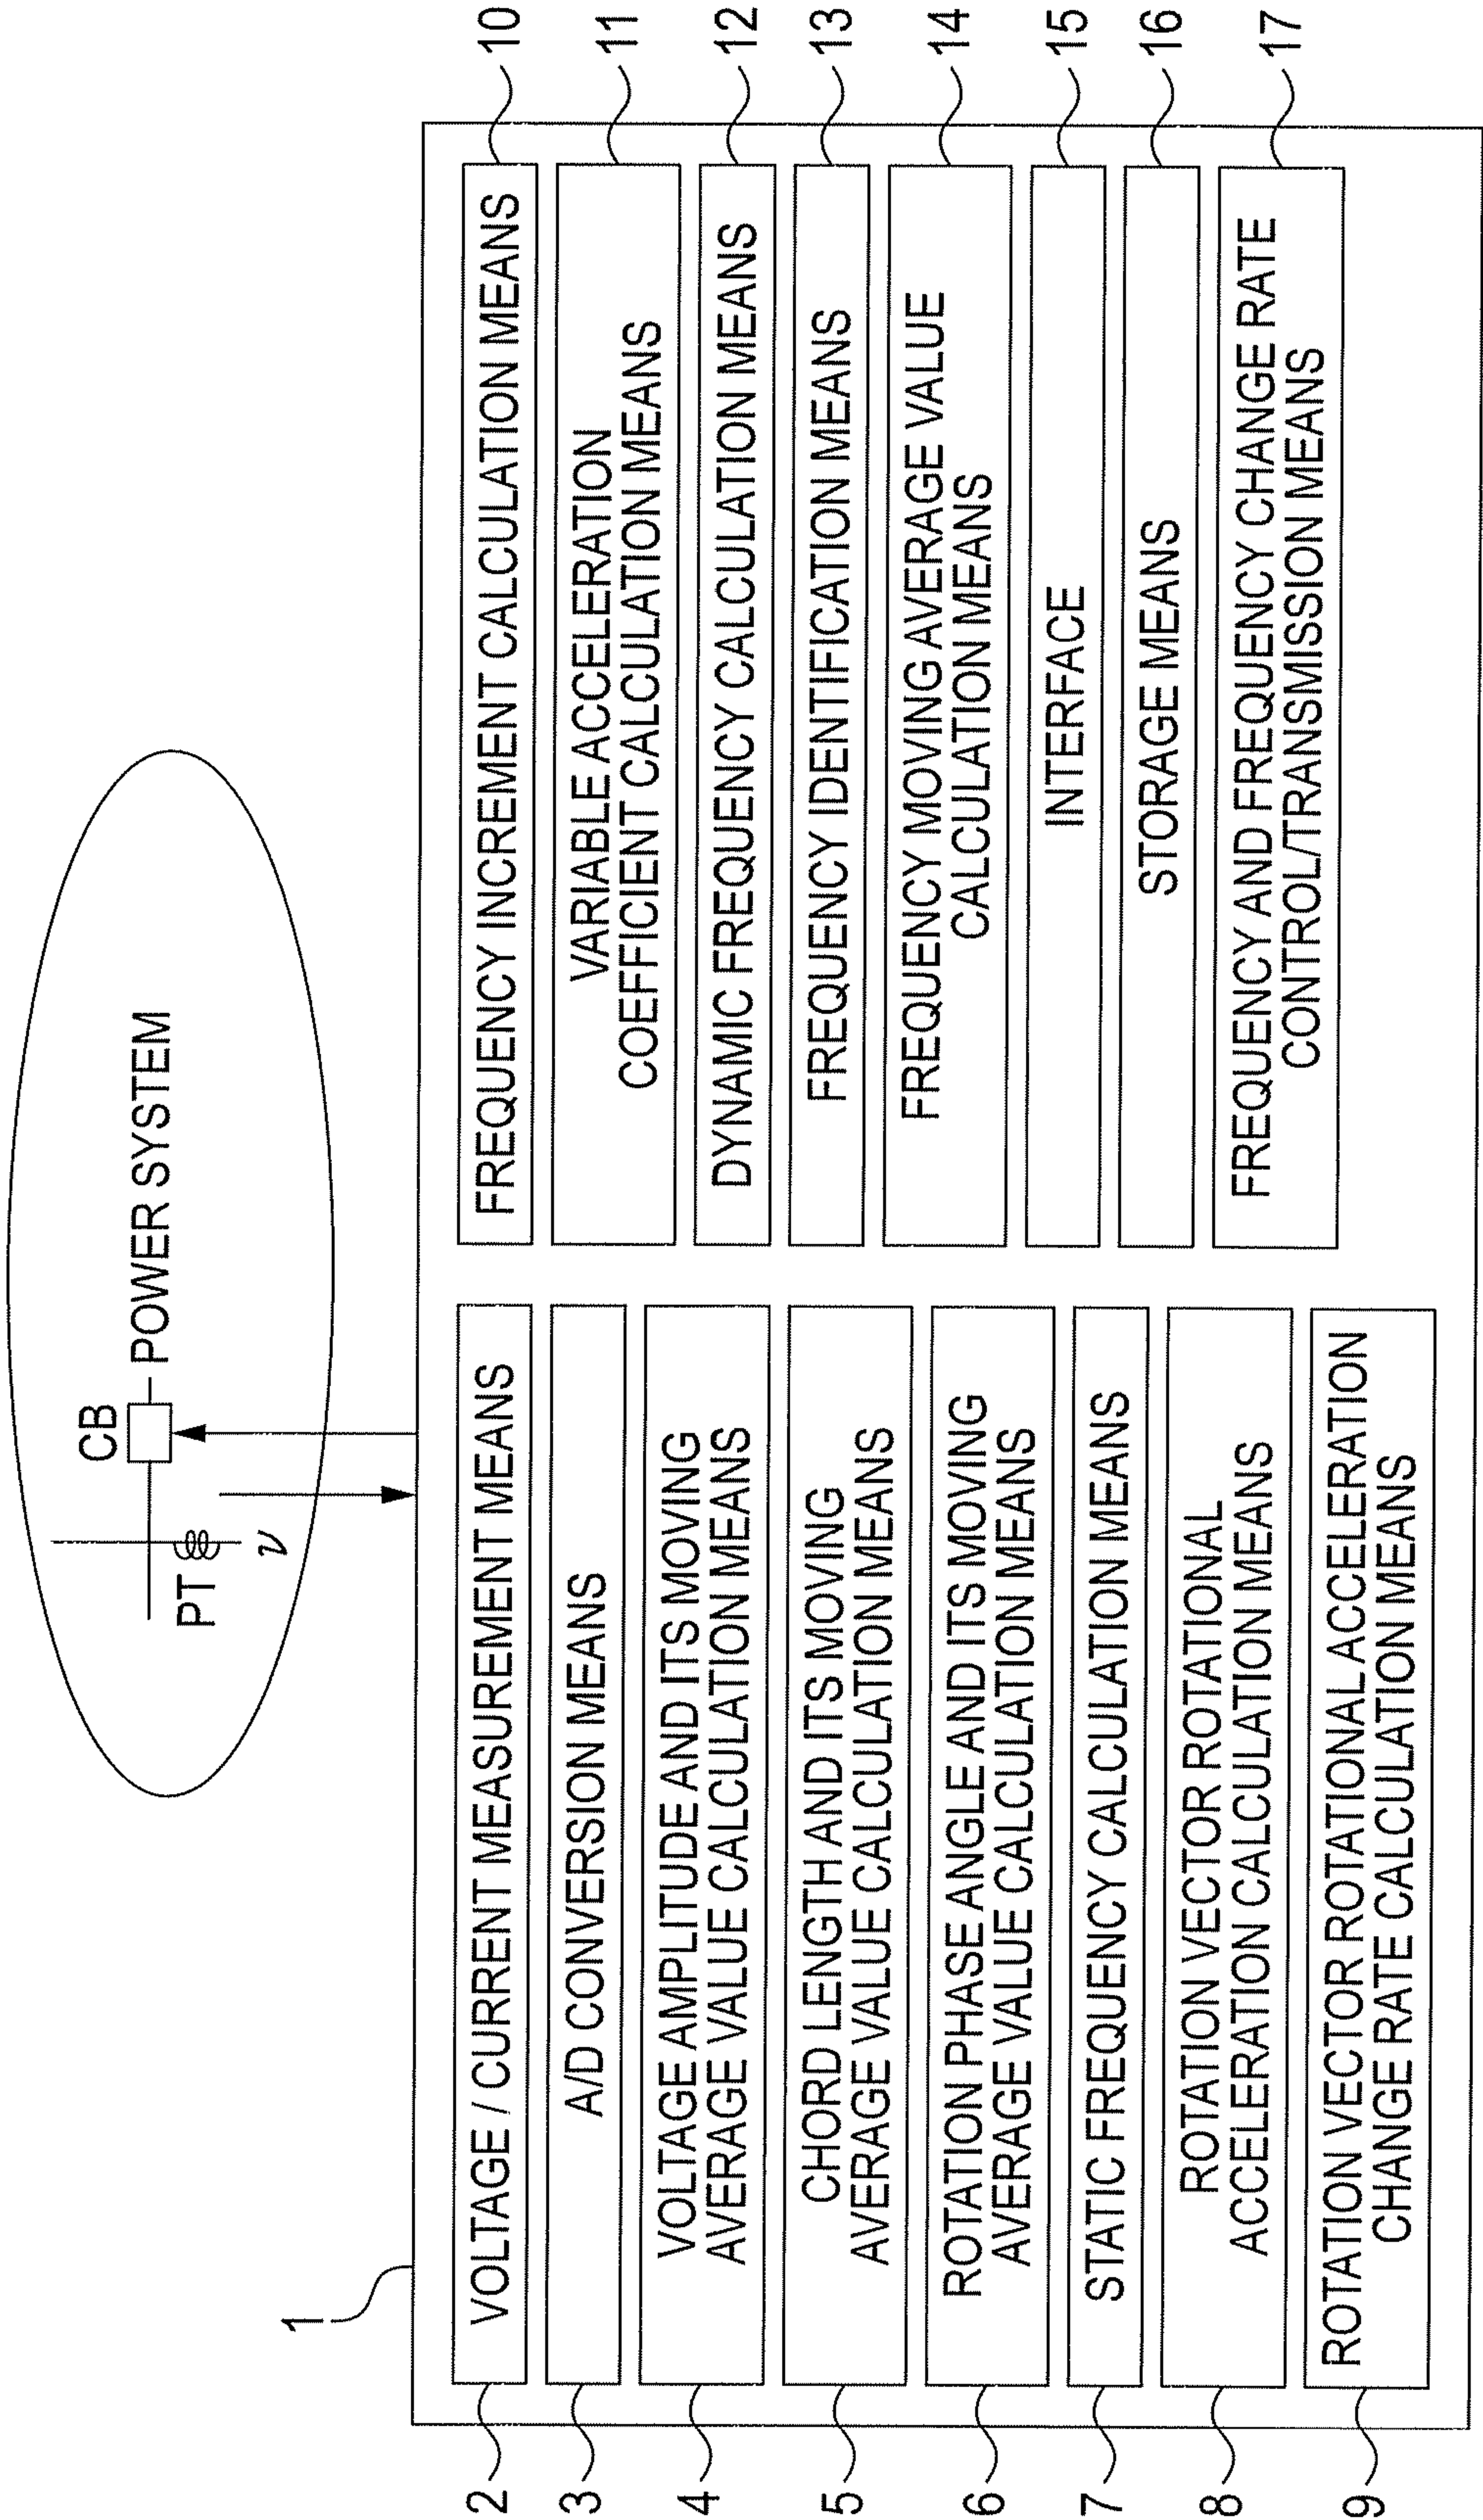 CB
POWER SYSTEM
PT
ν
1
2
VOLTAGE / CURRENT MEASUREMENT MEANS
3
A/D CONVERSION MEANS
4
VOLTAGE AMPLITUDE AND ITS MOVING
AVERAGE VALUE CALCULATION MEANS
5
CHORD LENGTH AND ITS MOVING
AVERAGE VALUE CALCULATION MEANS
6
ROTATION PHASE ANGLE AND ITS MOVING
AVERAGE VALUE CALCULATION MEANS
7
STATIC FREQUENCY CALCULATION MEANS
8
ROTATION VECTOR ROTATIONAL
ACCELERATION CALCULATION MEANS
9
ROTATION VECTOR ROTATIONAL ACCELERATION
CHANGE RATE CALCULATION MEANS
FREQUENCY INCREMENT CALCULATION MEANS
10
VARIABLE ACCELERATION
COEFFICIENT CALCULATION MEANS
11
DYNAMIC FREQUENCY CALCULATION MEANS
12
FREQUENCY IDENTIFICATION MEANS
13
FREQUENCY MOVING AVERAGE VALUE
CALCULATION MEANS
14
INTERFACE
15
STORAGE MEANS
16
FREQUENCY AND FREQUENCY CHANGE RATE
CONTROL/TRANSMISSION MEANS
17